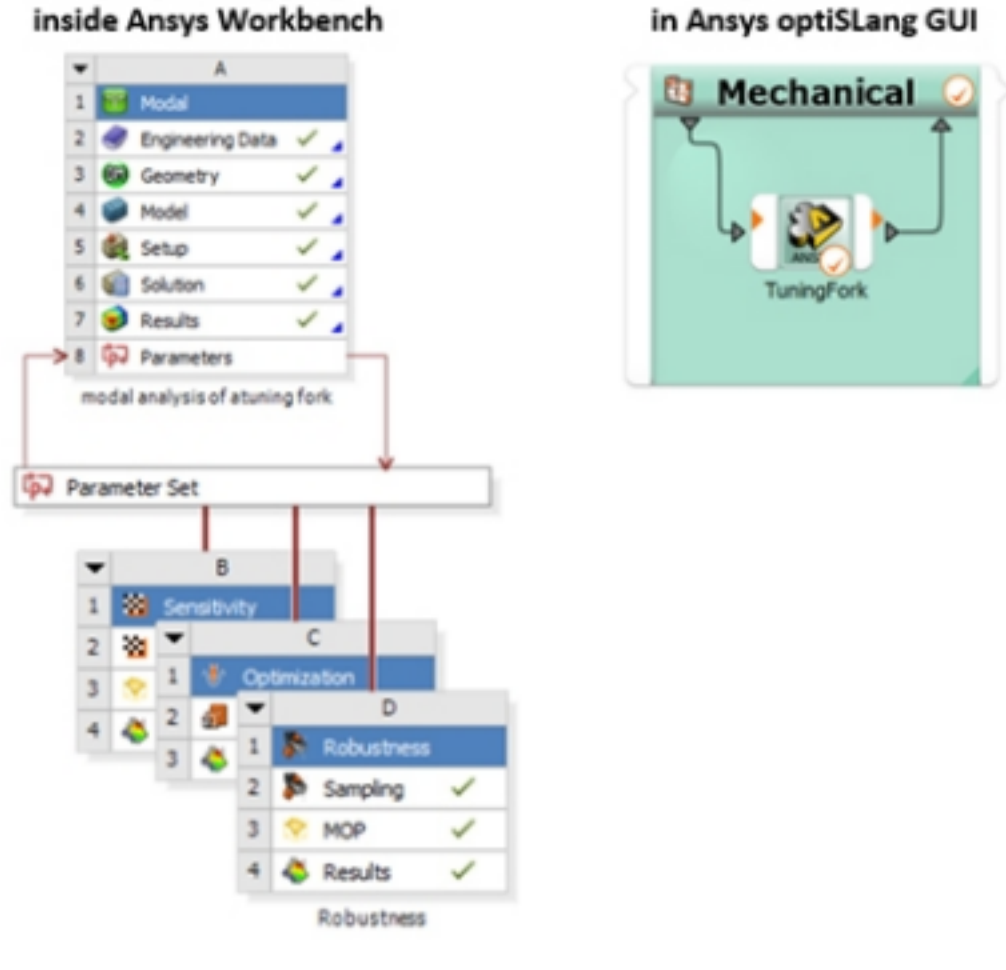 inside Ansys Workbench
A
1 Modal
2 Engineering Data
3 Geometry
4 Model
5 Setup
6 Solution
7 Results
8 Parameters
modal analysis of atuning fork
Parameter Set
B
1 Sensitivity
2
3
4
C
1 Optimization
2
3
D
1 Robustness
2 Sampling
3 MOP
4 Results
Robustness
in Ansys optiSLang GUI
Mechanical
ANS
TuningFork